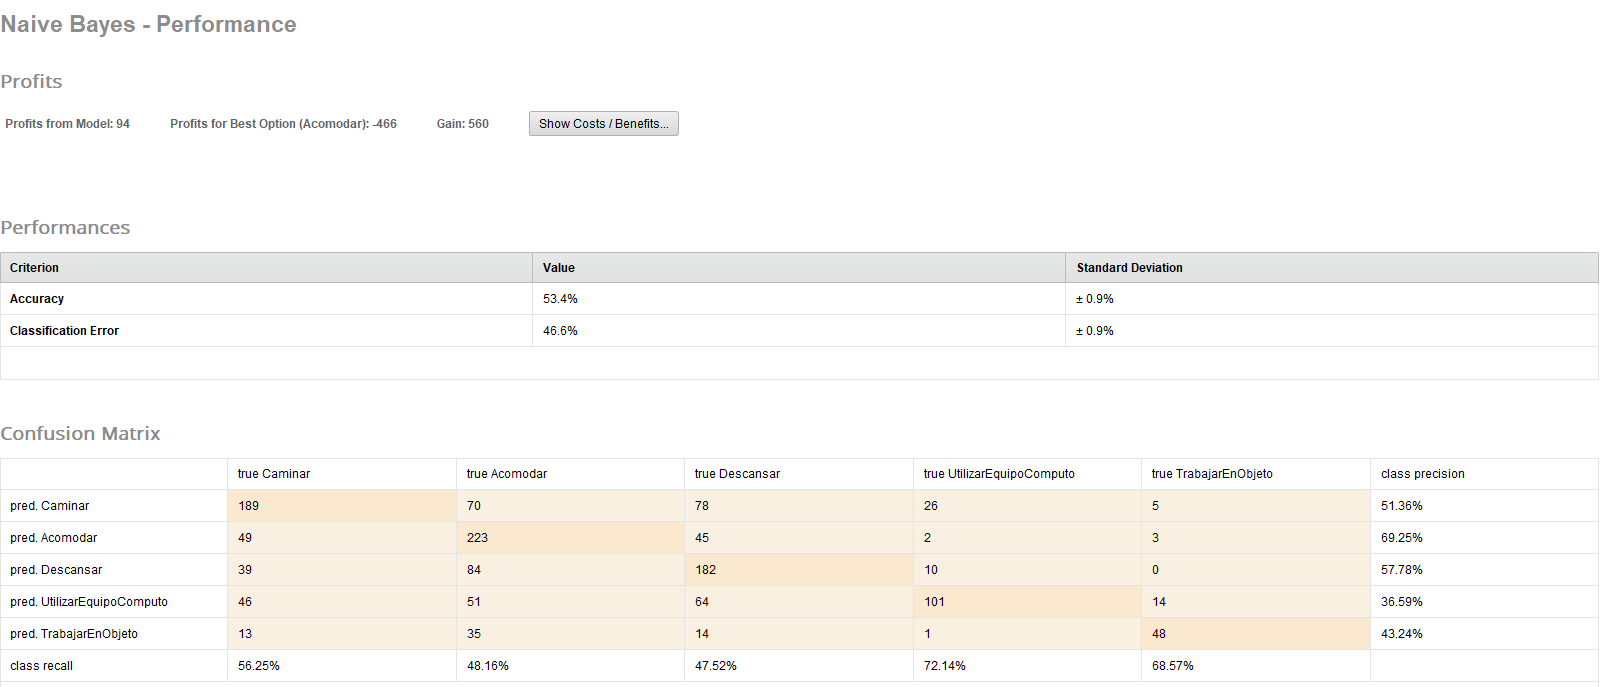 Naive Bayes - Performance
Profits
Profits from Model: 94 Profits for Best Option (Acomodar): -466 Gain: 560 Show Costs / Benefits...
Performances
Criterion Value Standard Deviation
Accuracy 53.4% ± 0.9%
Classification Error 46.6% ± 0.9%
Confusion Matrix
true Caminar true Acomodar true Descansar true UtilizarEquipoComputo true TrabajarEnObjeto class precision
pred. Caminar 189 70 78 26 5 51.36%
pred. Acomodar 49 223 45 2 3 69.25%
pred. Descansar 39 84 182 10 0 57.78%
pred. UtilizarEquipoComputo 46 51 64 101 14 36.59%
pred. TrabajarEnObjeto 13 35 14 1 48 43.24%
class recall 56.25% 48.16% 47.52% 72.14% 68.57%